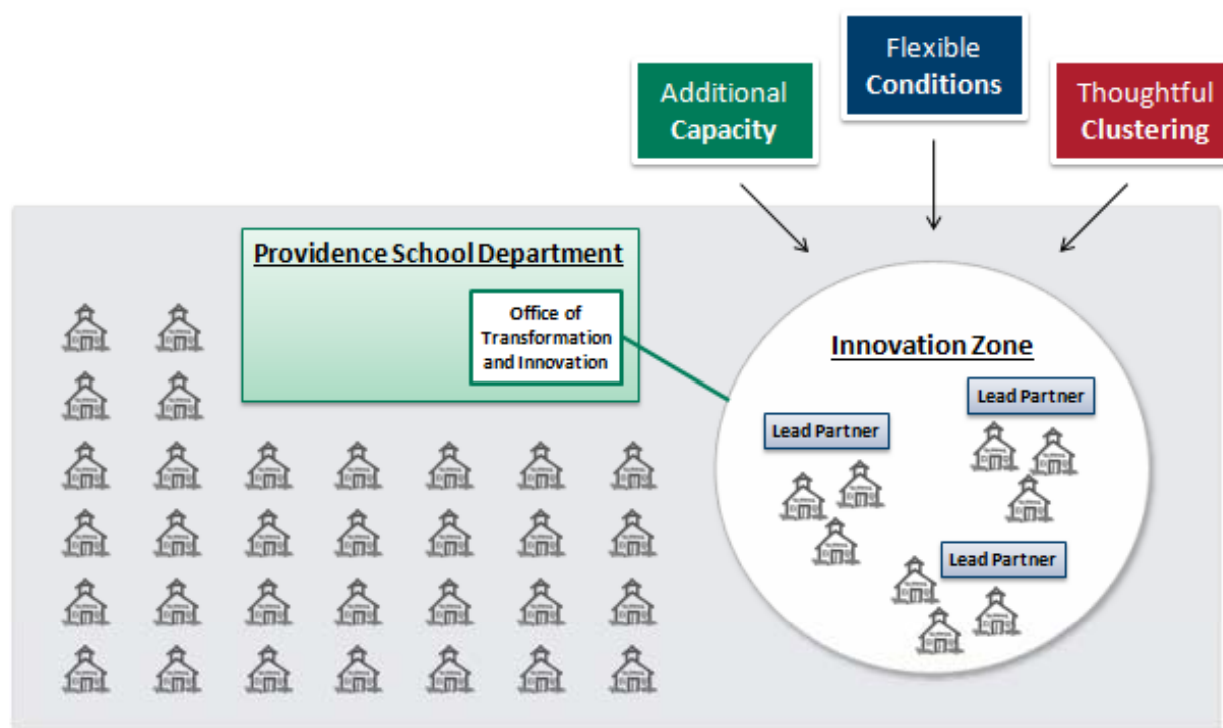 Additional
Capacity
Flexible
Conditions
Thoughtful
Clustering
Providence School Department
Office of
Transformation
and Innovation
Innovation Zone
Lead Partner
Lead Partner
Lead Partner